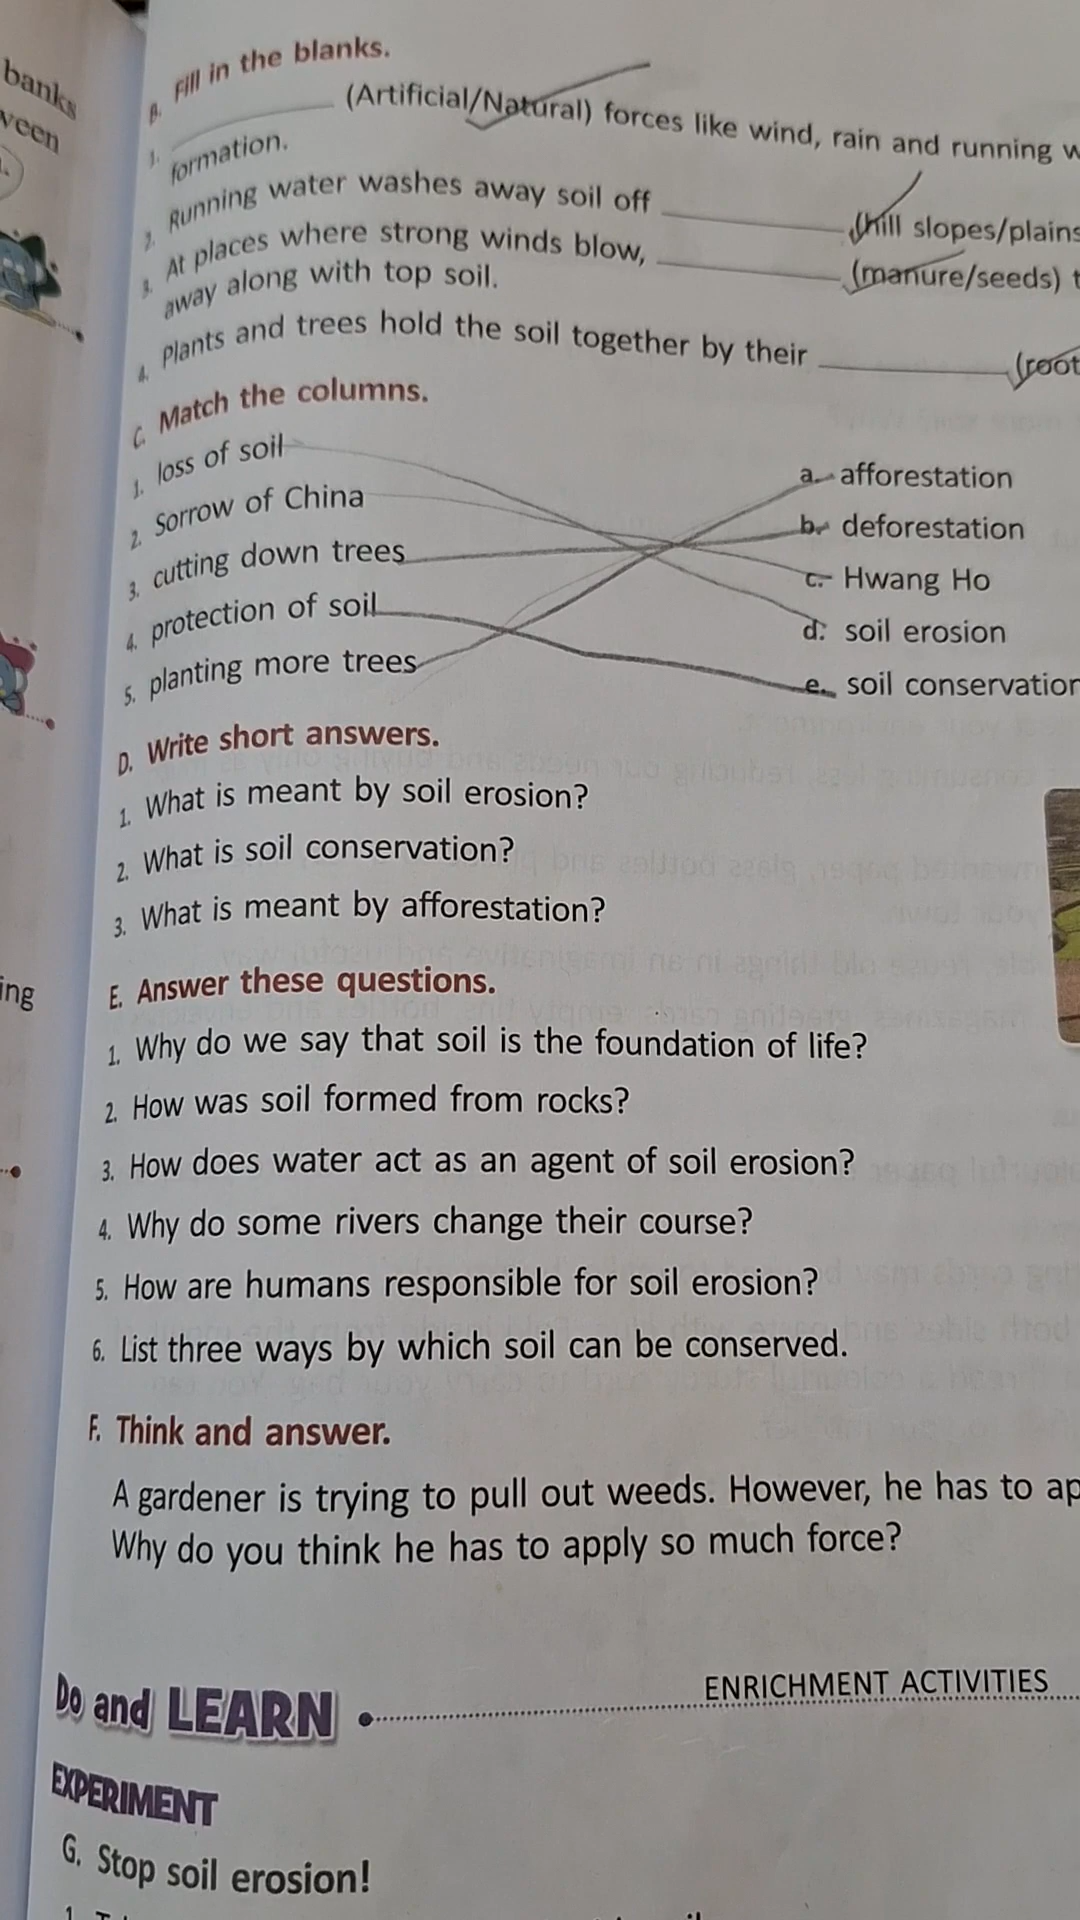 banks
veen
ing
B. Fill in the blanks.
1. ________ (Artificial/Natural) forces like wind, rain and running w
formation.
2. Running water washes away soil off ________ (hill slopes/plains
3. At places where strong winds blow, ________ (manure/seeds) t
away along with top soil.
4. Plants and trees hold the soil together by their ________ (root
C. Match the columns.
1. loss of soil a. afforestation
2. Sorrow of China b. deforestation
3. cutting down trees c. Hwang Ho
4. protection of soil d. soil erosion
5. planting more trees e. soil conservation
D. Write short answers.
1. What is meant by soil erosion?
2. What is soil conservation?
3. What is meant by afforestation?
E. Answer these questions.
1. Why do we say that soil is the foundation of life?
2. How was soil formed from rocks?
3. How does water act as an agent of soil erosion?
4. Why do some rivers change their course?
5. How are humans responsible for soil erosion?
6. List three ways by which soil can be conserved.
F. Think and answer.
A gardener is trying to pull out weeds. However, he has to ap
Why do you think he has to apply so much force?
Do and LEARN
ENRICHMENT ACTIVITIES
EXPERIMENT
G. Stop soil erosion!